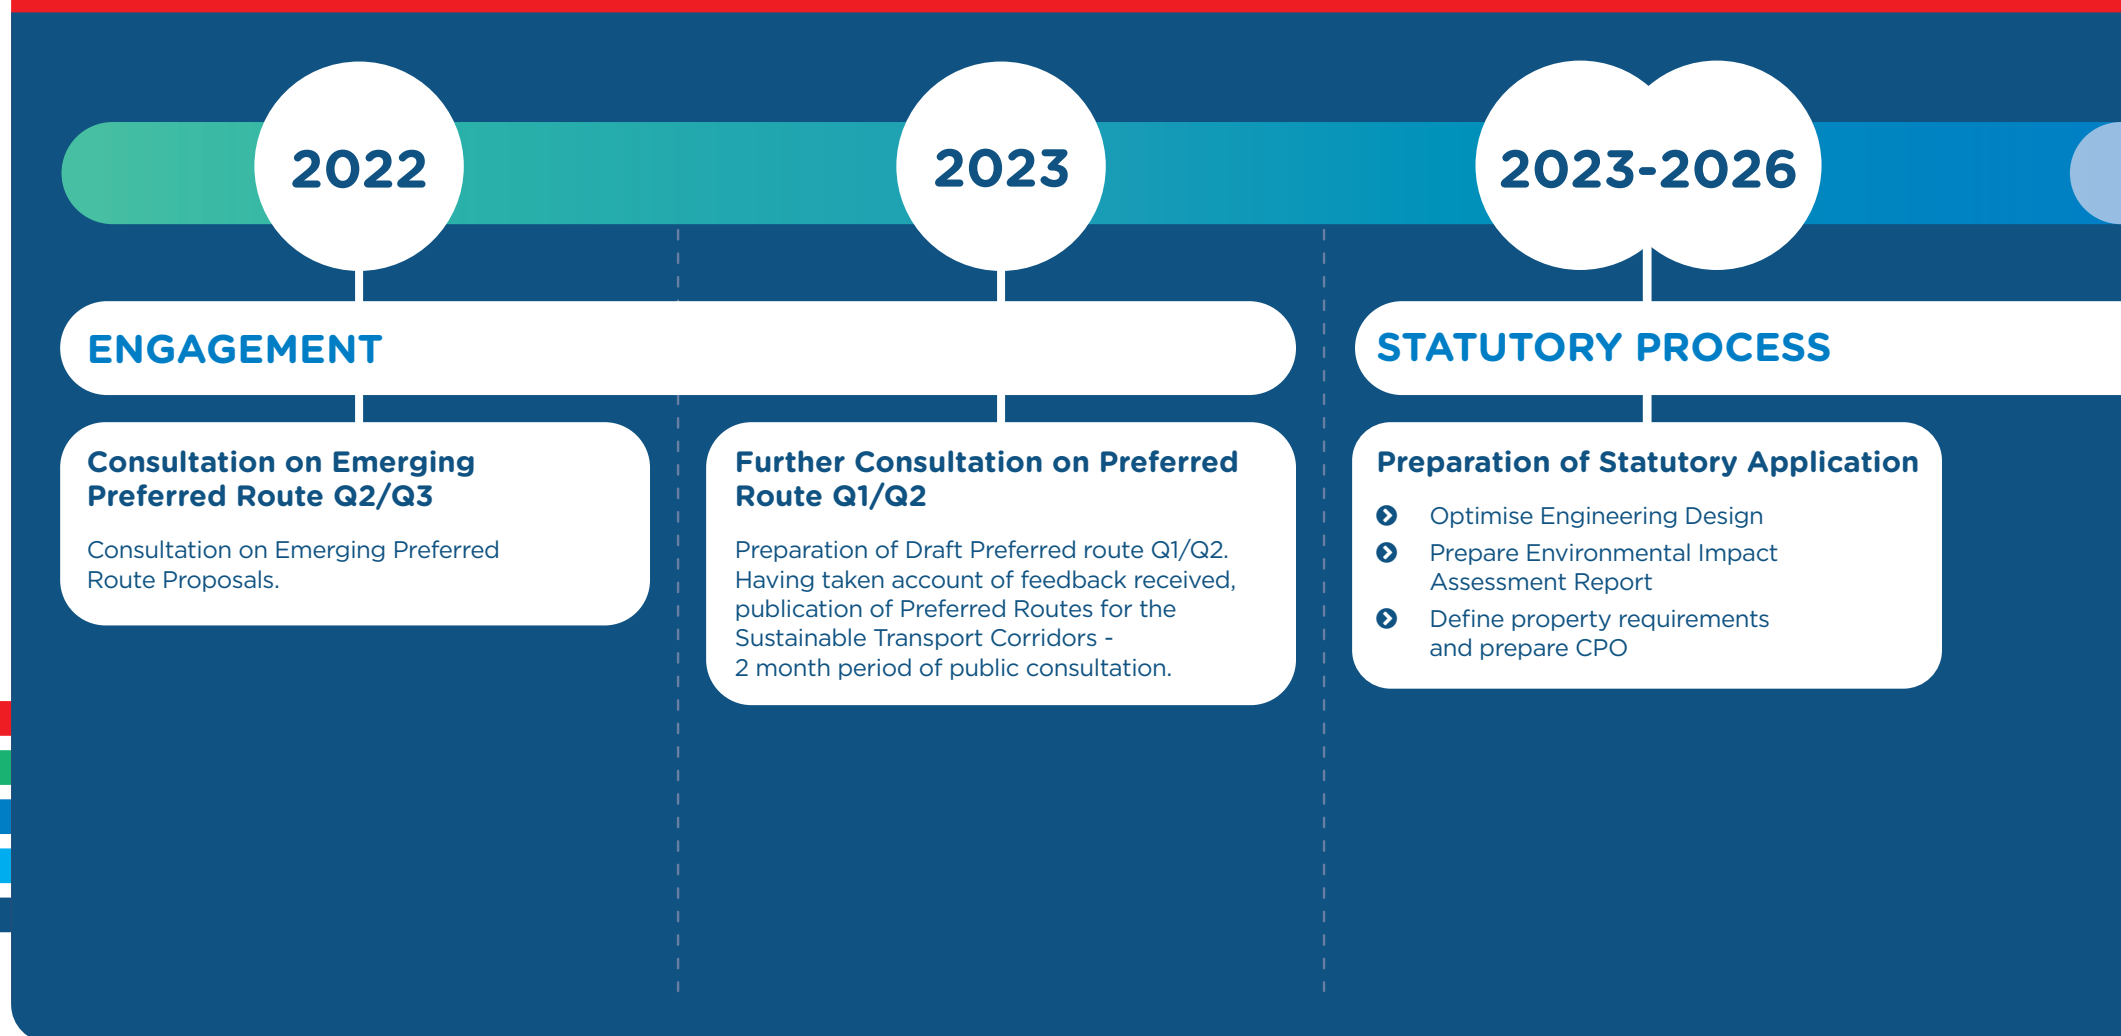 2022
2023
2023-2026
ENGAGEMENT
STATUTORY PROCESS
Consultation on Emerging
Preferred Route Q2/Q3
Consultation on Emerging Preferred
Route Proposals.
Further Consultation on Preferred
Route Q1/Q2
Preparation of Draft Preferred route Q1/Q2.
Having taken account of feedback received,
publication of Preferred Routes for the
Sustainable Transport Corridors -
2 month period of public consultation.
Preparation of Statutory Application
Optimise Engineering Design
Prepare Environmental Impact
Assessment Report
Define property requirements
and prepare CPO